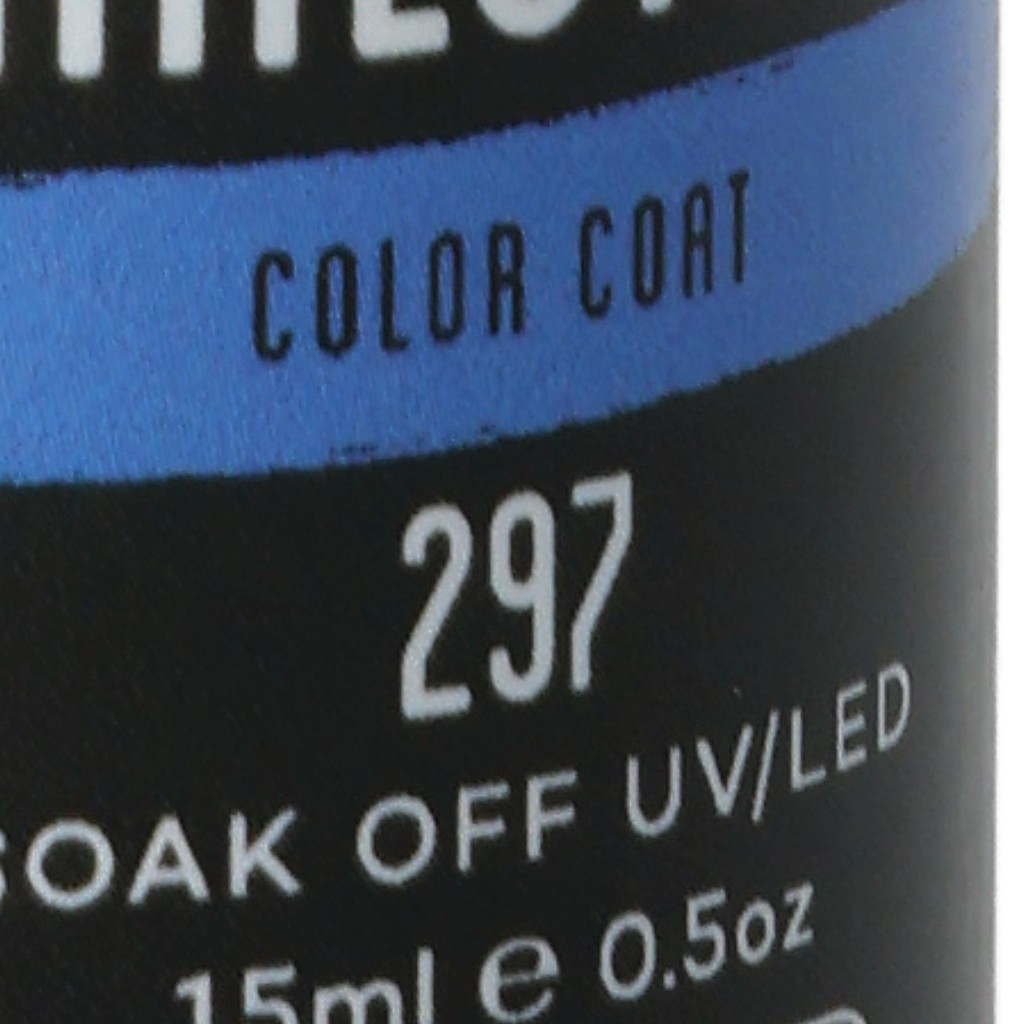 COLOR COAT
297
SOAK OFF UV/LED
15ml e 0.5oz